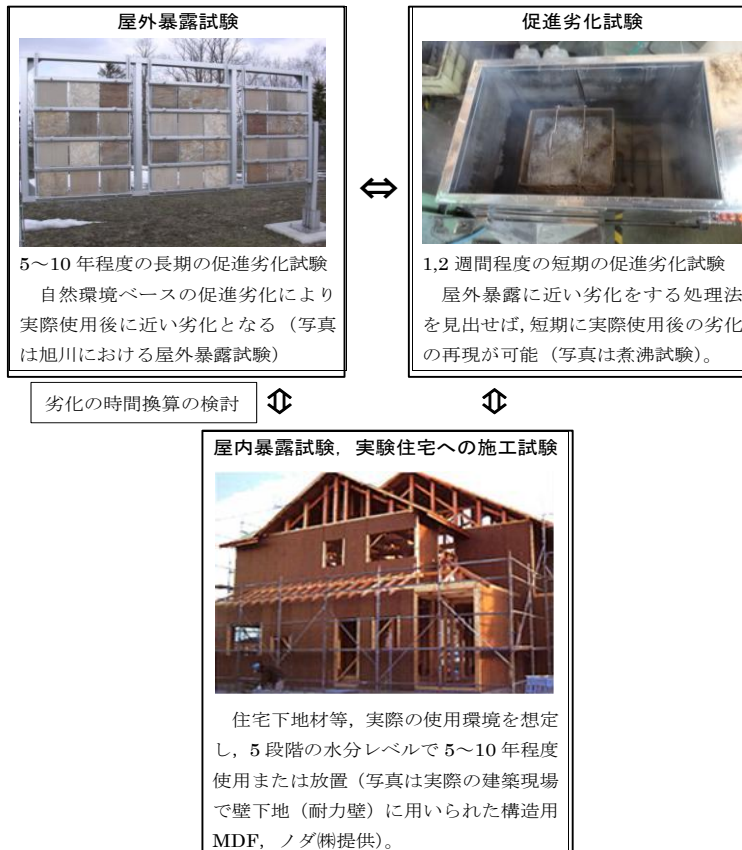 屋外暴露試験
5～10 年程度の長期の促進劣化試験
自然環境ベースの促進劣化により
実際使用後に近い劣化となる（写真
は旭川における屋外暴露試験）
促進劣化試験
1,2 週間程度の短期の促進劣化試験
屋外暴露に近い劣化をする処理法
を見出せば，短期に実際使用後の劣化
の再現が可能（写真は煮沸試験）。
劣化の時間換算の検討
屋内暴露試験，実験住宅への施工試験
住宅下地材等，実際の使用環境を想定
し，5 段階の水分レベルで 5～10 年程度
使用または放置（写真は実際の建築現場
で壁下地（耐力壁）に用いられた構造用
MDF，ノダ㈱提供）。